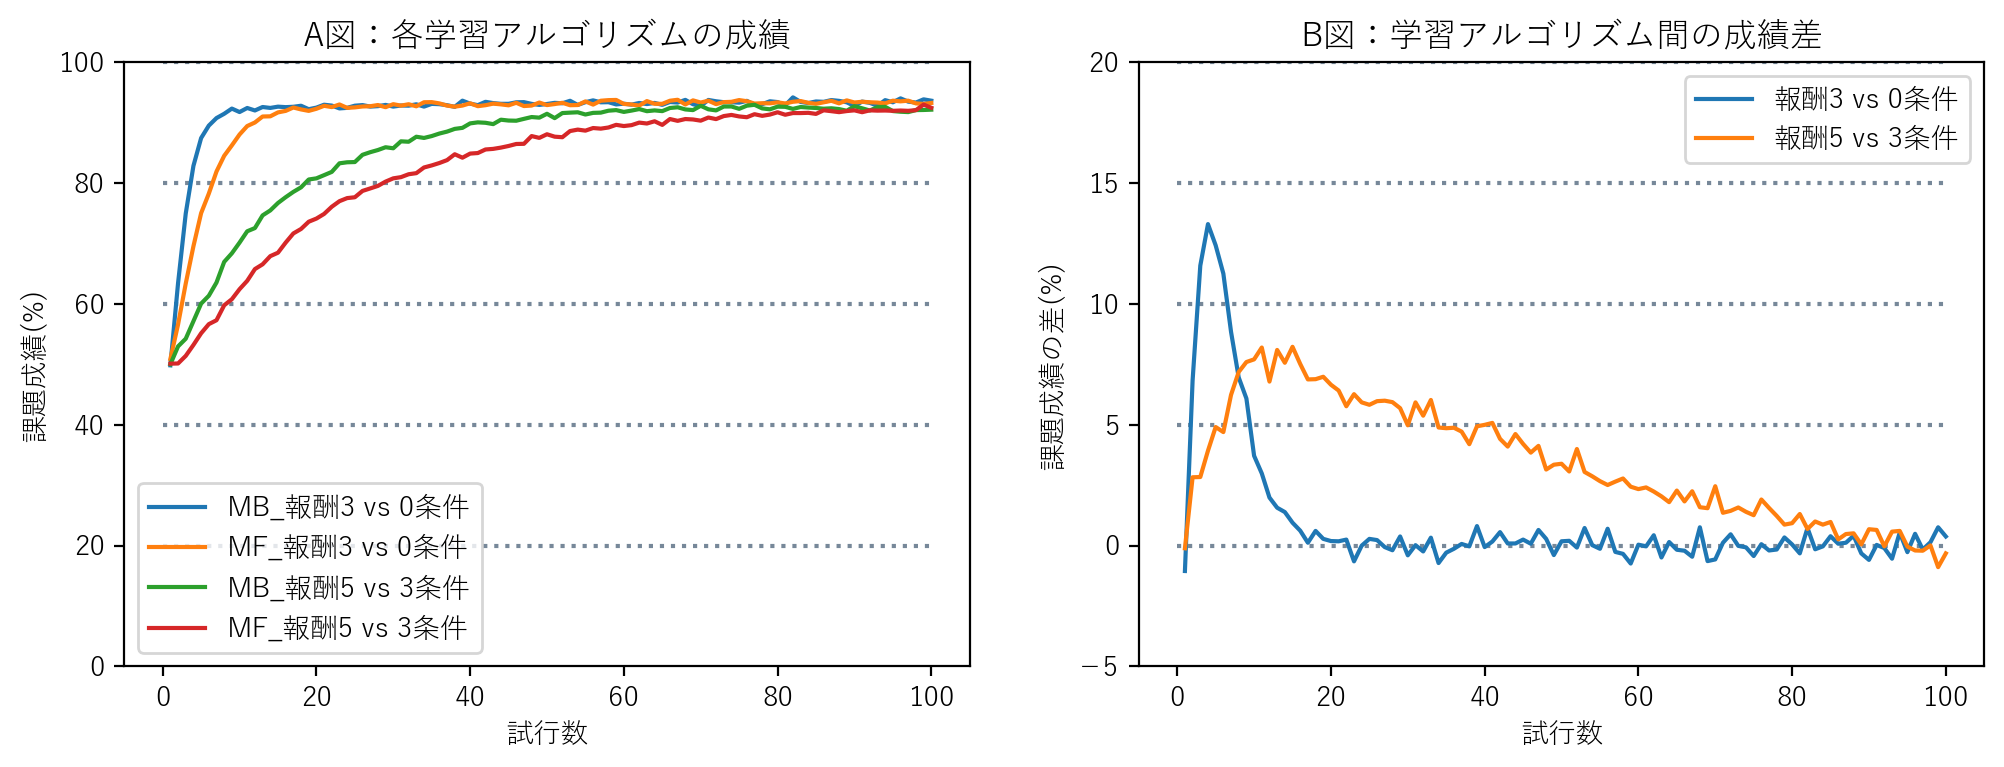 A図：各学習アルゴリズムの成績
100
80
60
40
20
0
課題成績(%)
MB_報酬3 vs 0条件
MF_報酬3 vs 0条件
MB_報酬5 vs 3条件
MF_報酬5 vs 3条件
0 20 40 60 80 100
試行数
B図：学習アルゴリズム間の成績差
20
15
10
5
0
−5
課題成績の差(%)
報酬3 vs 0条件
報酬5 vs 3条件
0 20 40 60 80 100
試行数